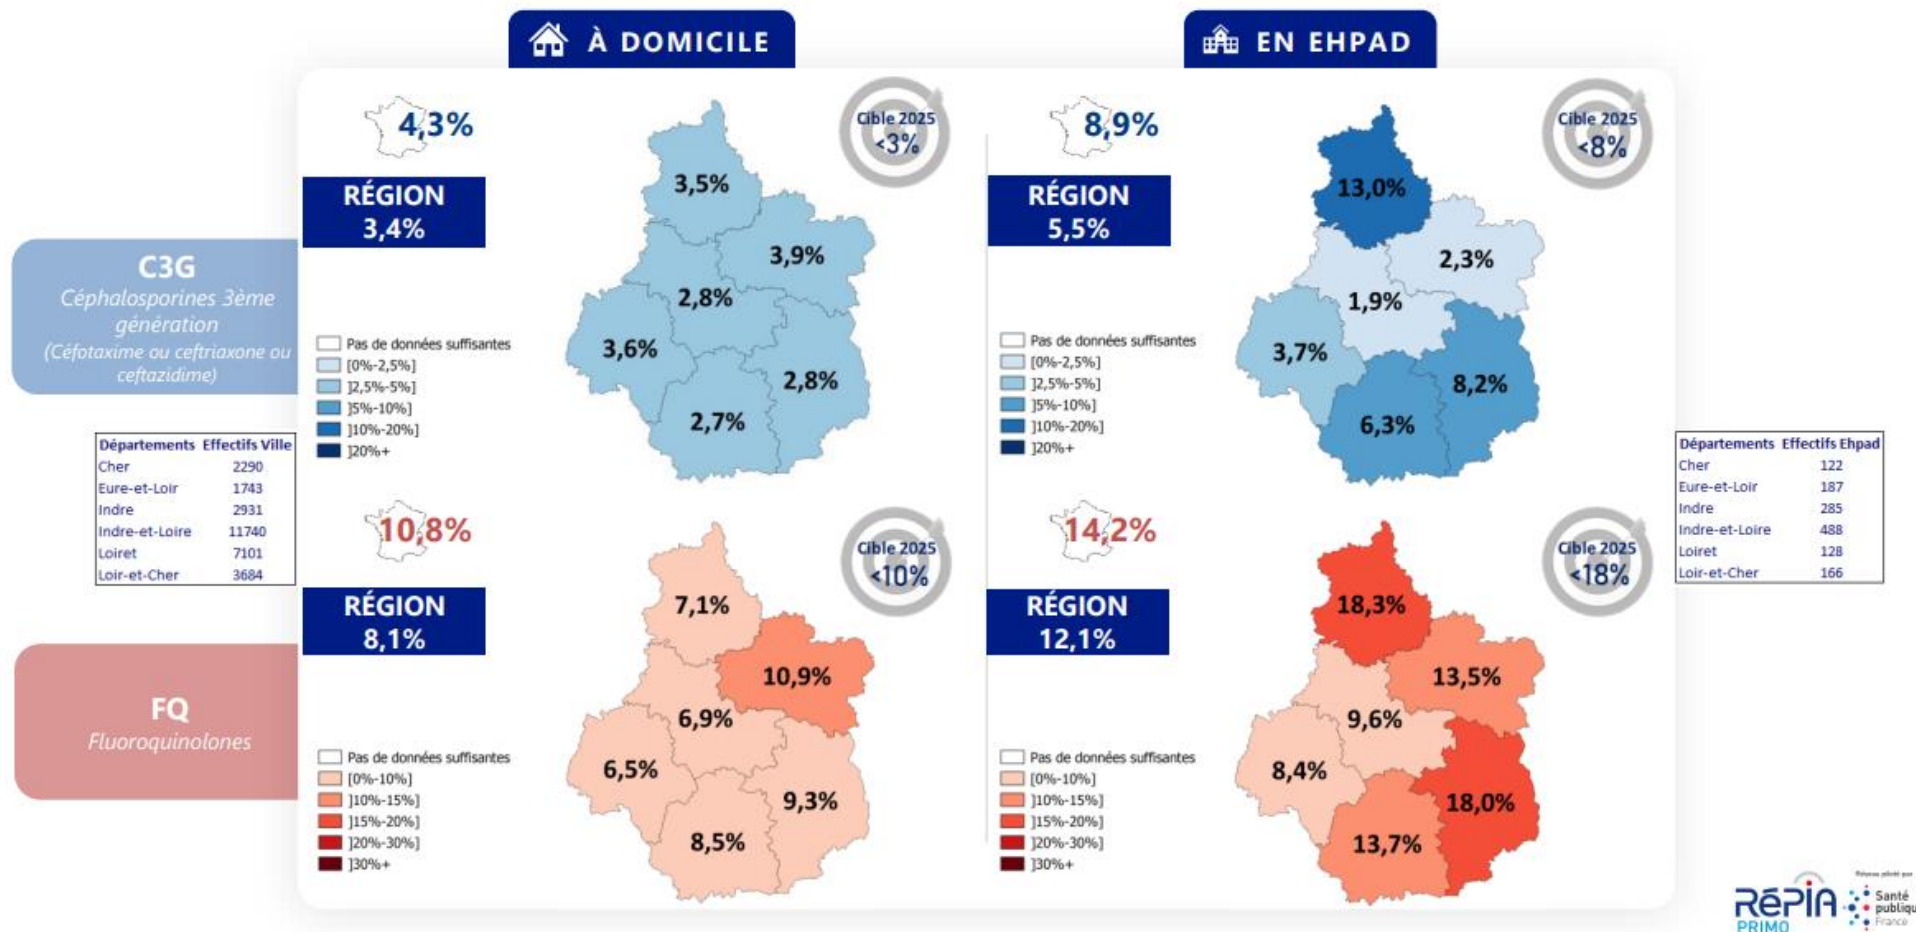 À DOMICILE
EN EHPAD
C3G
Céphalosporines 3ème
génération
(Céfotaxime ou ceftriaxone ou
ceftazidime)
4,3%
RÉGION
3,4%
Cible 2025
<3%
3,5%
3,9%
2,8%
3,6%
2,8%
2,7%
Pas de données suffisantes
[0%-2,5%]
]2,5%-5%]
]5%-10%]
]10%-20%]
]20%+
8,9%
RÉGION
5,5%
Cible 2025
<8%
13,0%
2,3%
1,9%
3,7%
8,2%
6,3%
Pas de données suffisantes
[0%-2,5%]
]2,5%-5%]
]5%-10%]
]10%-20%]
]20%+
Départements Effectifs Ville
Cher 2290
Eure-et-Loir 1743
Indre 2931
Indre-et-Loire 11740
Loiret 7101
Loir-et-Cher 3684
Départements Effectifs Ehpad
Cher 122
Eure-et-Loir 187
Indre 285
Indre-et-Loire 488
Loiret 128
Loir-et-Cher 166
FQ
Fluoroquinolones
10,8%
RÉGION
8,1%
Cible 2025
<10%
7,1%
10,9%
6,9%
6,5%
9,3%
8,5%
Pas de données suffisantes
[0%-10%]
]10%-15%]
]15%-20%]
]20%-30%]
]30%+
14,2%
RÉGION
12,1%
Cible 2025
<18%
18,3%
13,5%
9,6%
8,4%
18,0%
13,7%
Pas de données suffisantes
[0%-10%]
]10%-15%]
]15%-20%]
]20%-30%]
]30%+
RéPIA
PRIMO
Réseau piloté par
Santé
publiqu
France